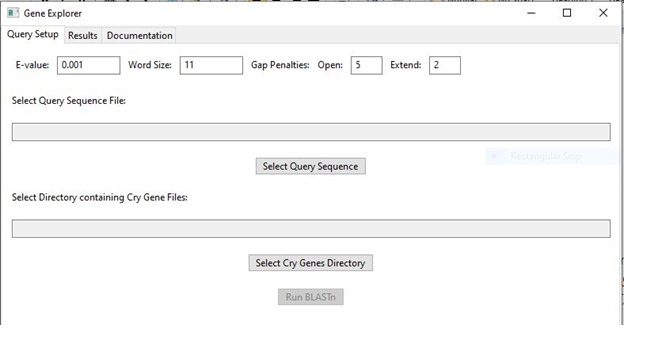 Gene Explorer
Query Setup Results Documentation
E-value: 0.001 Word Size: 11 Gap Penalties: Open: 5 Extend: 2
Select Query Sequence File:
Rectangular Snip
Select Query Sequence
Select Directory containing Cry Gene Files:
Select Cry Genes Directory
Run BLASTn